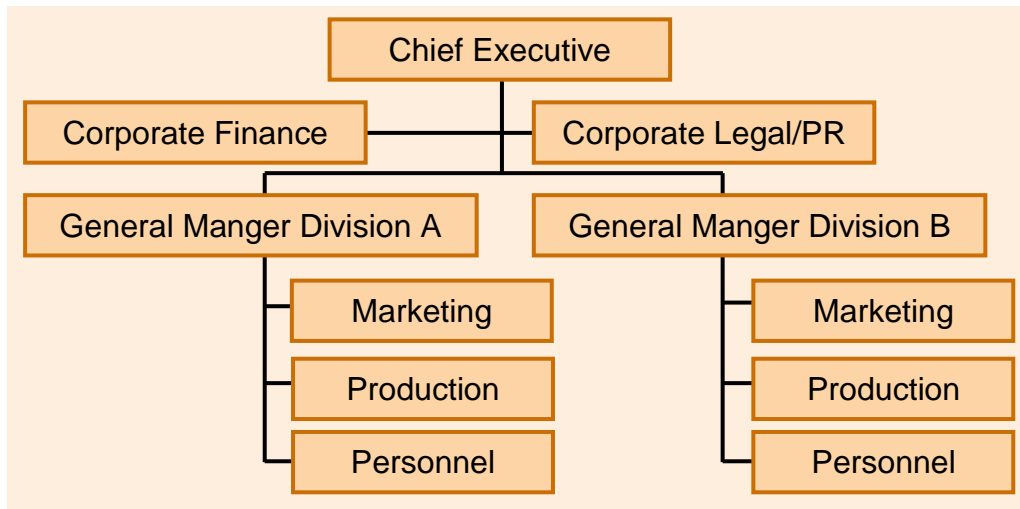 Chief Executive
Corporate Finance
Corporate Legal/PR
General Manger Division A
General Manger Division B
Marketing
Marketing
Production
Production
Personnel
Personnel